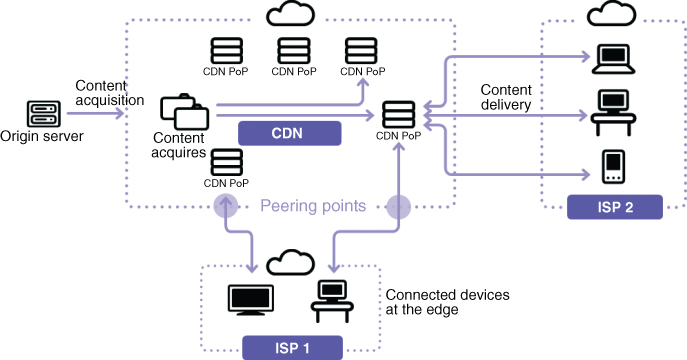 CDN PoP
CDN PoP
CDN PoP
Content
acquisition
Origin server
Content
acquires
CDN
CDN PoP
CDN PoP
Peering points
Content
delivery
ISP 2
Connected devices
at the edge
ISP 1